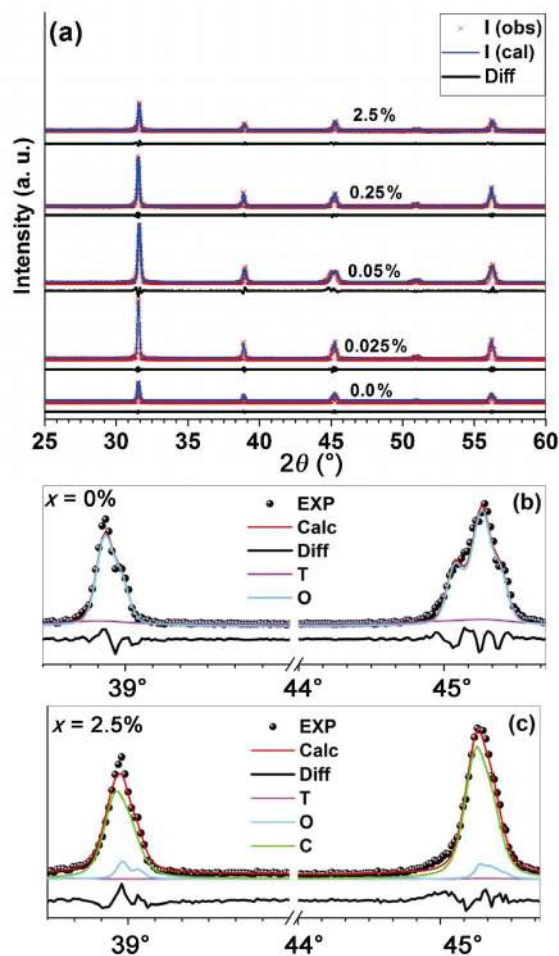 (a)
I (obs)
I (cal)
Diff
2.5%
0.25%
0.05%
0.025%
0.0%
Intensity (a. u.)
25 30 35 40 45 50 55 60
2θ (°)
x = 0%
(b)
EXP
Calc
Diff
T
O
39° 44° 45°
x = 2.5%
(c)
EXP
Calc
Diff
T
O
C
39° 44° 45°